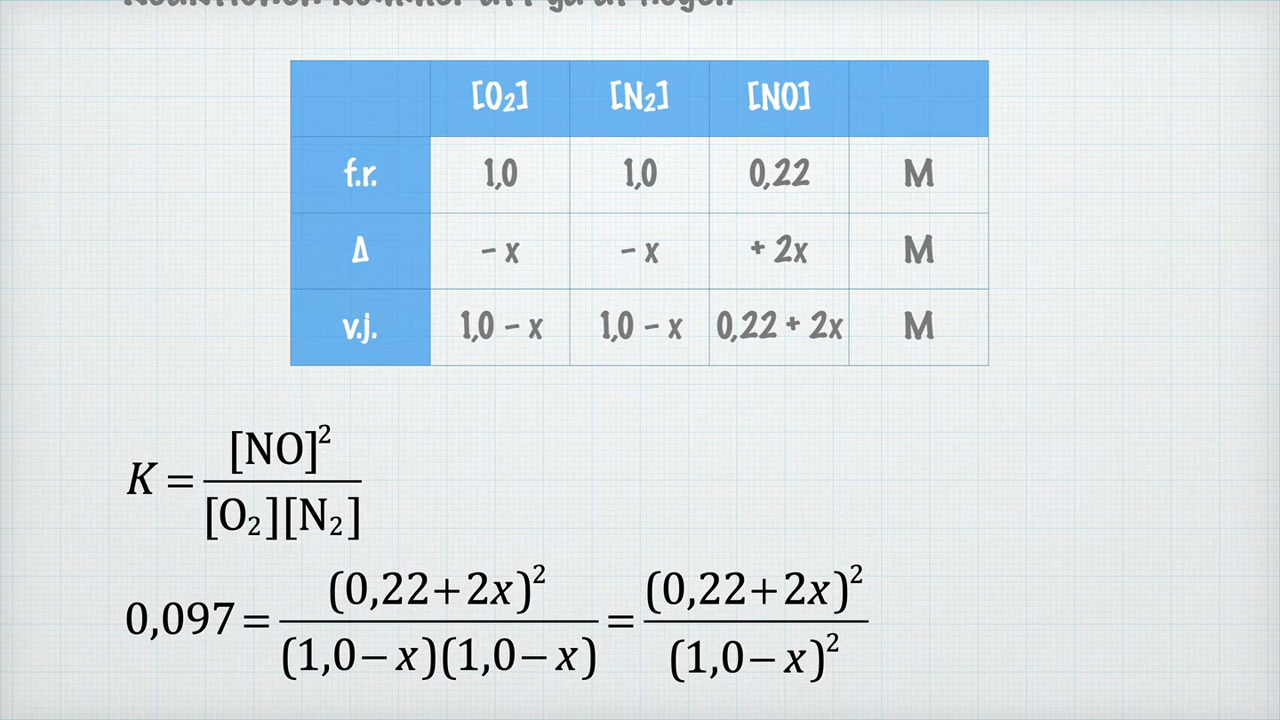 [O₂] [N₂] [NO]
f.r. 1,0 1,0 0,22 M
Δ – x – x + 2x M
v.j. 1,0 – x 1,0 – x 0,22 + 2x M
K = [NO]² / [O₂][N₂]
0,097 = (0,22+2x)² / (1,0–x)(1,0–x) = (0,22+2x)² / (1,0–x)²